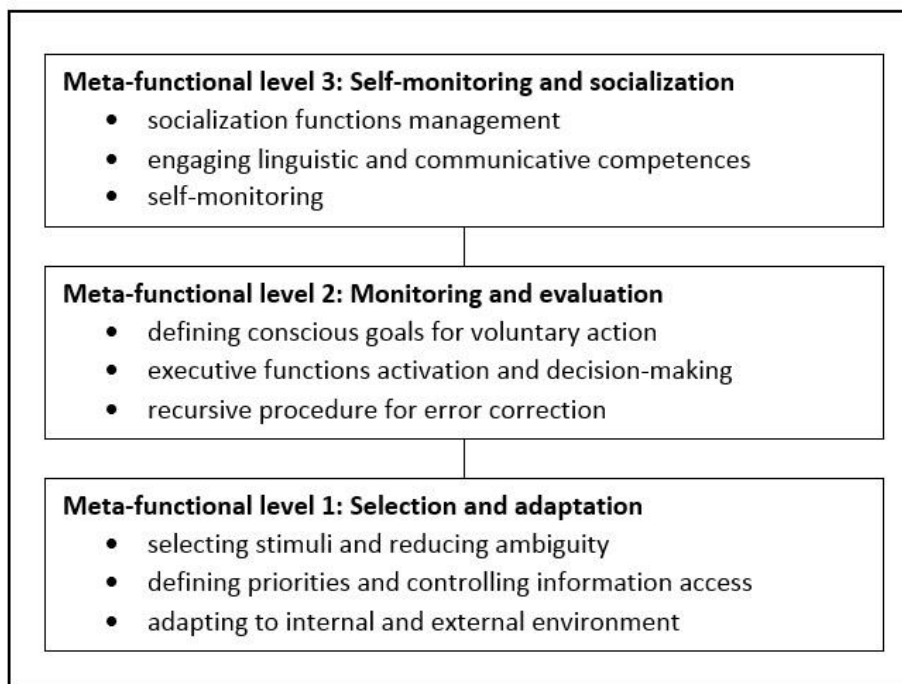 Meta-functional level 3: Self-monitoring and socialization
• socialization functions management
• engaging linguistic and communicative competences
• self-monitoring
Meta-functional level 2: Monitoring and evaluation
• defining conscious goals for voluntary action
• executive functions activation and decision-making
• recursive procedure for error correction
Meta-functional level 1: Selection and adaptation
• selecting stimuli and reducing ambiguity
• defining priorities and controlling information access
• adapting to internal and external environment